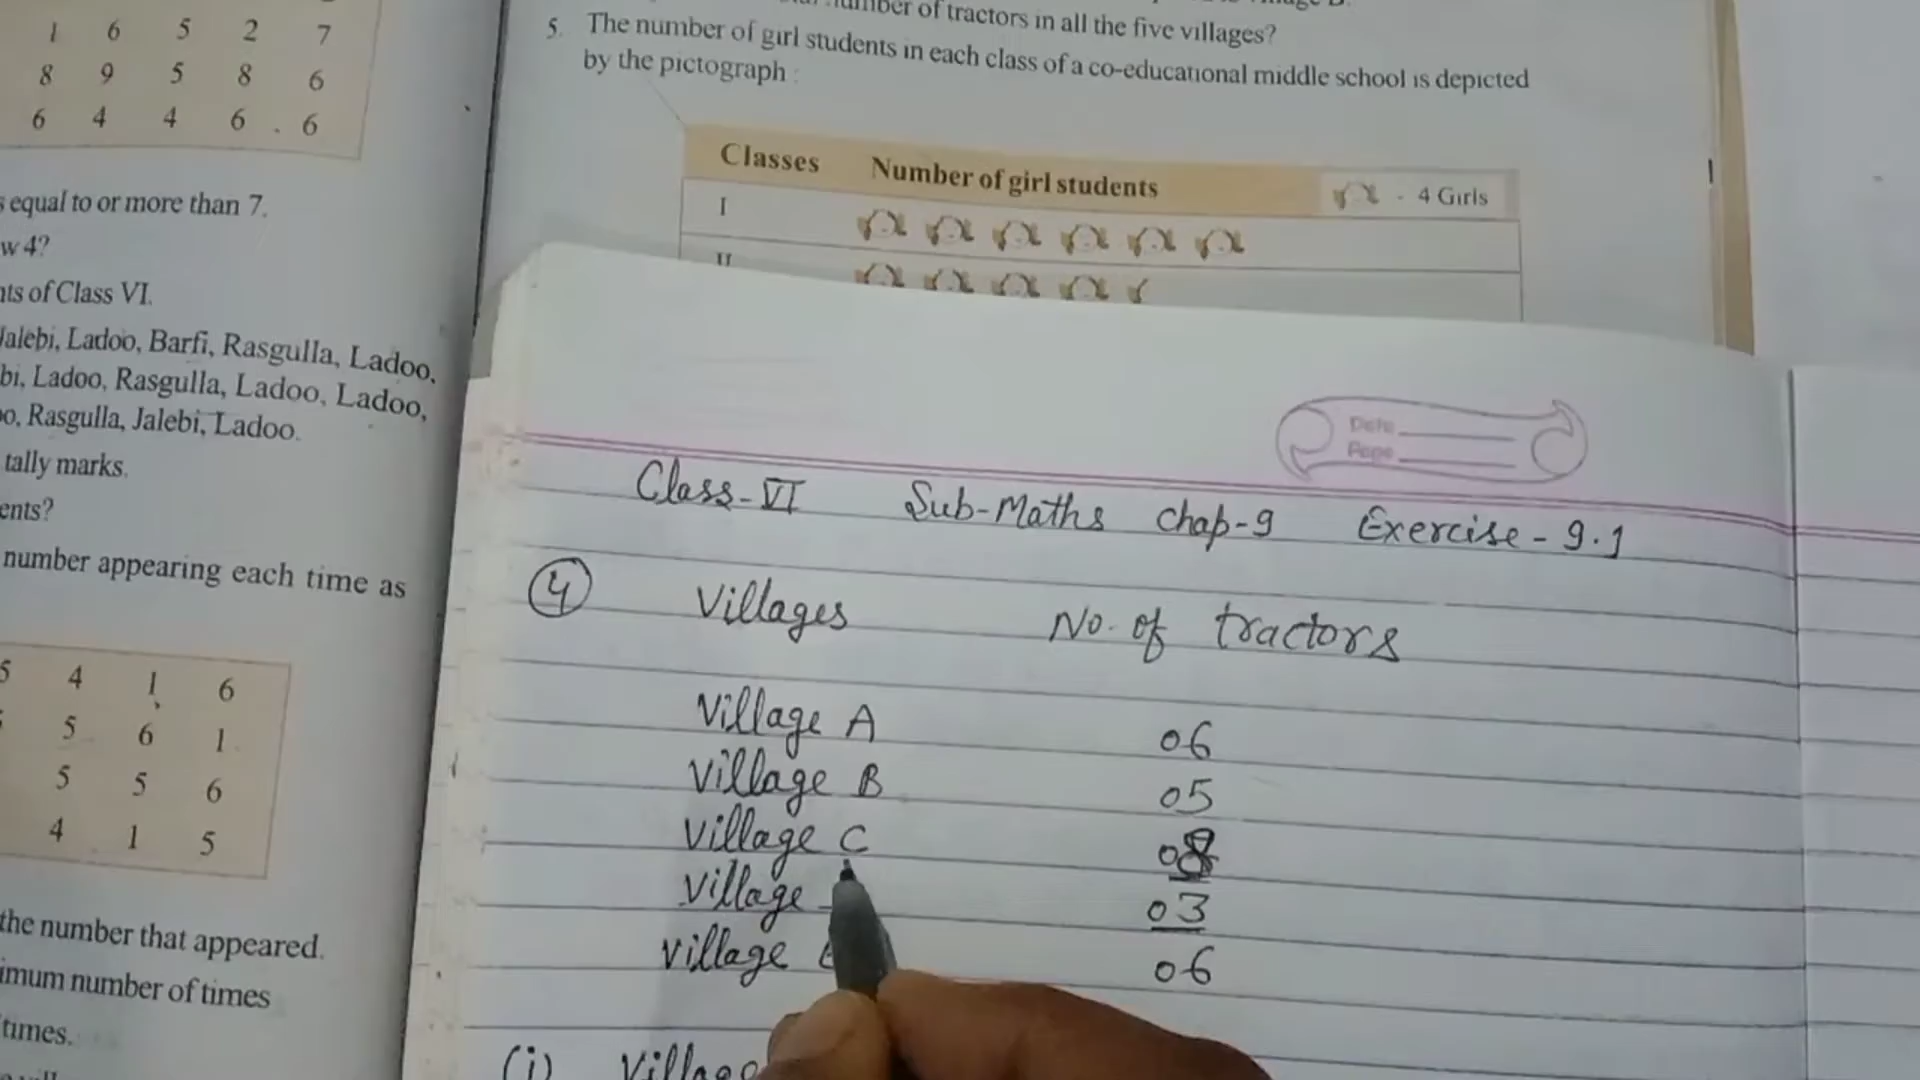 1 6 5 2 7
8 9 5 8 6
6 4 4 6 6
equal to or more than 7.
4?
of Class VI.
Jalebi, Ladoo, Barfi, Rasgulla, Ladoo,
Ladoo, Rasgulla, Ladoo, Ladoo,
Rasgulla, Jalebi, Ladoo.
tally marks.
number appearing each time as
5 4 1 6
5 6 1
5 5 6
4 1 5
the number that appeared.
number of times
times.
number of tractors in all the five villages?
5. The number of girl students in each class of a co-educational middle school is depicted
by the pictograph :
Classes Number of girl students - 4 Girls
I
II
Date
Page
Class-VI Sub-Maths Chap-9 Exercise-9.1
4 Villages No. of tractors
Village A 06
Village B 05
Village C 08
Village 03
Village 06
(i) Village